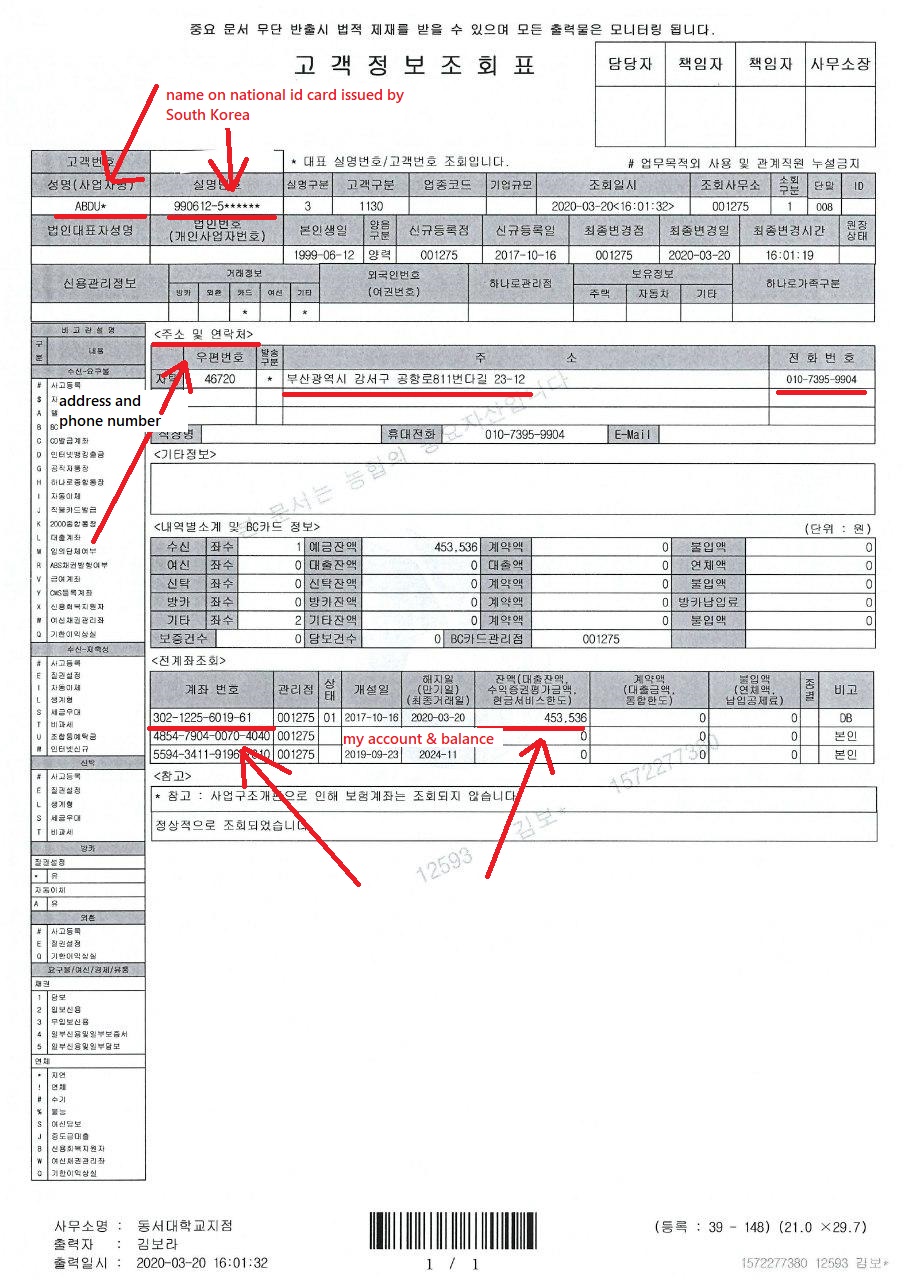 중요 문서 무단 반출시 법적 제재를 받을 수 있으며 모든 출력물은 모니터링 됩니다.
고 객 정 보 조 회 표
담당자 책임자 책임자 사무소장
name on national id card issued by
South Korea
고객번호
* 대표 실명번호/고객번호 조회입니다.
# 업무목적외 사용 및 관계직원 누설금지
성명(사업자명) 실명번호 실명구분 고객구분 업종코드 기업규모 조회일시 조회사무소 조회구분 단말 ID
ABDU* 990612-5****** 3 1130 2020-03-20<16:01:32> 001275 1 008
법인대표자성명 법인번호 (개인사업자번호) 본인생일 양음구분 신규등록점 신규등록일 최종변경점 최종변경일 최종변경시간 원장상태
1999-06-12 양력 001275 2017-10-16 001275 2020-03-20 16:01:19
신용관리정보 거래정보 외국인번호 (여권번호) 하나로관리점 보유정보 하나로가족구분
방카 외환 카드 여신 기타 주택 자동차 기타
* *
<주소 및 연락처>
우편번호 발송구분 주 소 전 화 번 호
자택 46720 * 부산광역시 강서구 공항로811번다길 23-12 010-7395-9904
address and
phone number
직장명 휴대전화 010-7395-9904 E-Mail
<기타정보>
본 문서는 농협의 중요자산입니다
<내역별소계 및 BC카드 정보> (단위 : 원)
수신 좌수 1 예금잔액 453,536 계약액 0 불입액 0
여신 좌수 0 대출잔액 0 대출액 0 연체액 0
신탁 좌수 0 신탁잔액 0 계약액 0 불입액 0
방카 좌수 0 방카잔액 0 계약액 0 방카납입료 0
기타 좌수 2 기타잔액 0 계약액 0 불입액 0
보증건수 0 담보건수 0 BC카드관리점 001275
<전계좌조회>
계좌 번호 관리점 상태 개설일 해지일 (만기일) (최종거래일) 잔액(대출잔액, 수익증권평가금액, 현금서비스한도) 계약액 (대출금액, 통합한도) 불입액 (연체액, 납입공제료) 종별 비고
302-1225-6019-61 001275 01 2017-10-16 2020-03-20 453,536 0 0 DB
4854-7904-0070-4040 001275 0 0 0 본인
my account & balance
5594-3411-919 001275 2019-09-23 2024-11 0 0 0 본인
<참고>
* 참고 : 사업구조개편으로 인해 보험계좌는 조회되지 않습니다
정상적으로 조회되었습니다
12593 김보* 1572277380
비 고 란 설 명
구분 내용
수신-요구불
# 사고등록
$
A
B
C CD발급계좌
D 인터넷뱅킹출금
G 공직자통장
H 하나로종합통장
I 자동이체
J 직불카드발급
K 2000종합통장
L 대출계좌
M 임의단체여부
R ABS채권발행여부
V 급여계좌
Y CMS등록계좌
X 신용회복지원자
W 여신채권관리좌
Q 기한이익상실
수신-저축성
# 사고등록
E 질권설정
I 자동이체
L 생계형
S 세금우대
T 비과세
U 조합원예탁금
W 인터넷신규
신탁
# 사고등록
E 질권설정
L 생계형
S 세금우대
T 비과세
방카
질권설정
* 유
자동이체
A 유
외환
# 사고등록
E 질권설정
Q 기한이익상실
요구불/여신/경제/유통
채권
1 담보
2 입보신용
3 무입보신용
4 일부신용및일부보증서
5 일부신용및일부담보
연체
* 지연
! 연체
# 수기
% 불능
S 여신담보
J 중도금대출
B 신용회복지원자
W 여신채권관리좌
Q 기한이익상실
사무소명 : 동서대학교지점
출력자 : 김보라
출력일시 : 2020-03-20 16:01:32
1 / 1
(등록 : 39 - 148) (21.0 ×29.7)
1572277380 12593 김보*